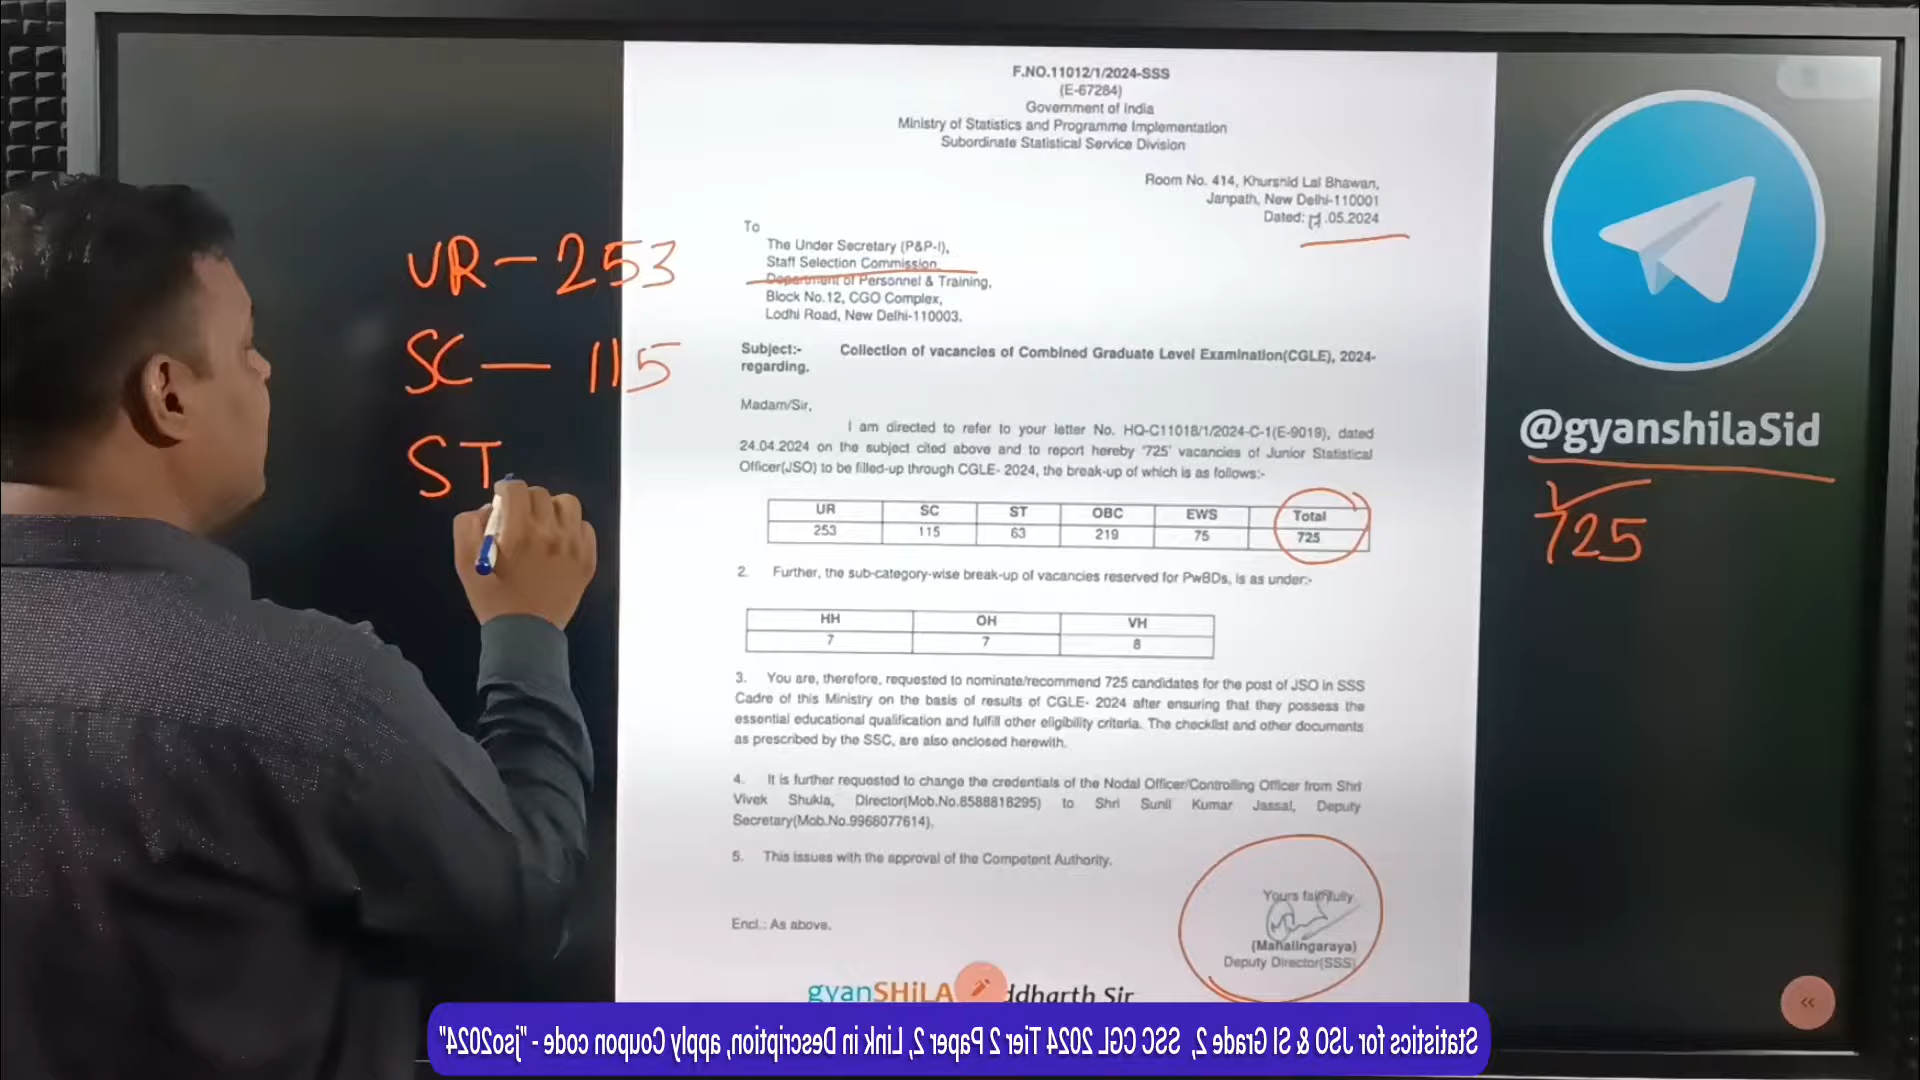 F.NO.11012/1/2024-SSS
(E-67264)
Government of India
Ministry of Statistics and Programme Implementation
Subordinate Statistical Service Division
Room No. 414, Khurshid Lal Bhawan,
Janpath, New Delhi-110001
Dated: 17.05.2024
To
The Under Secretary (P&P-I),
Staff Selection Commission,
Department of Personnel & Training,
Block No.12, CGO Complex,
Lodhi Road, New Delhi-110003.
Subject:- Collection of vacancies of Combined Graduate Level Examination(CGLE), 2024-
regarding.
Madam/Sir,
I am directed to refer to your letter No. HQ-C11018/1/2024-C-1(E-9019), dated
24.04.2024 on the subject cited above and to report hereby '725' vacancies of Junior Statistical
Officer(JSO) to be filled-up through CGLE- 2024, the break-up of which is as follows:-
UR SC ST OBC EWS Total
253 115 63 219 75 725
2. Further, the sub-category-wise break-up of vacancies reserved for PwBDs, is as under:-
HH OH VH
7 7 8
3. You are, therefore, requested to nominate/recommend 725 candidates for the post of JSO in SSS
Cadre of this Ministry on the basis of results of CGLE- 2024 after ensuring that they possess the
essential educational qualification and fulfill other eligibility criteria. The checklist and other documents
as prescribed by the SSC, are also enclosed herewith.
4. It is further requested to change the credentials of the Nodal Officer/Controlling Officer from Shri
Vivek Shukla, Director(Mob.No.8588818295) to Shri Sunil Kumar Jassal, Deputy
Secretary(Mob.No.9968077614).
5. This issues with the approval of the Competent Authority.
Yours faithfully
(Mahalingaraya)
Deputy Director(SSS)
Encl.: As above.
gyanSHiLA ddharth Sir
UR - 253
SC - 115
ST
@gyanshilaSid
725
Statistics for JSO & SI Grade 2, SSC CGL 2024 Tier 2 Paper 2, Link in Description, apply Coupon code - "jso2024"